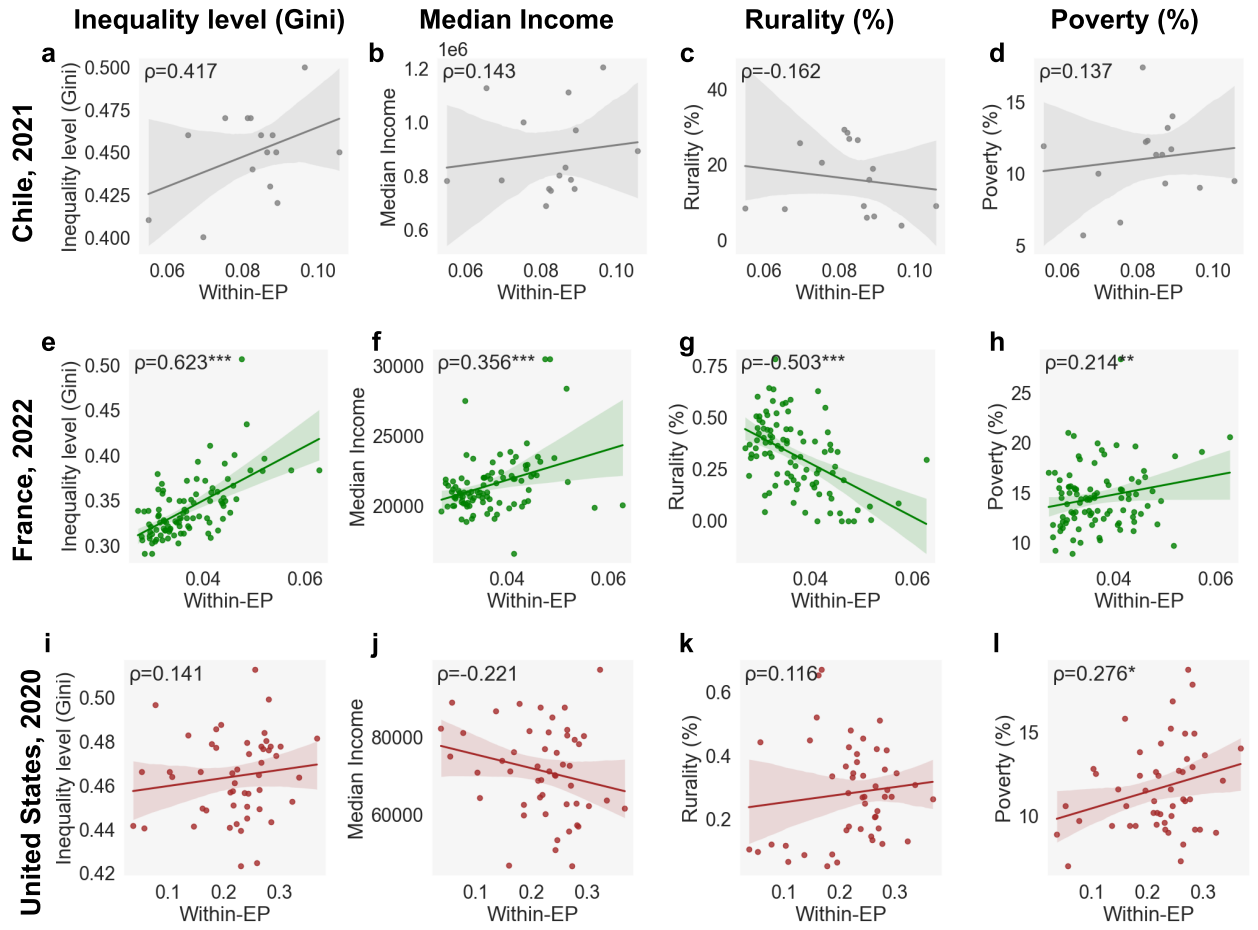 Inequality level (Gini) Median Income Rurality (%) Poverty (%)
Chile, 2021
a
ρ=0.417
Inequality level (Gini)
0.500
0.475
0.450
0.425
0.400
0.06 0.08 0.10
Within-EP
b
1e6
ρ=0.143
Median Income
1.2
1.0
0.8
0.6
0.06 0.08 0.10
Within-EP
c
ρ=-0.162
Rurality (%)
40
20
0
0.06 0.08 0.10
Within-EP
d
ρ=0.137
Poverty (%)
15
10
5
0.06 0.08 0.10
Within-EP
France, 2022
e
ρ=0.623***
Inequality level (Gini)
0.50
0.45
0.40
0.35
0.30
0.04 0.06
Within-EP
f
ρ=0.356***
Median Income
30000
25000
20000
0.04 0.06
Within-EP
g
ρ=-0.503***
Rurality (%)
0.75
0.50
0.25
0.00
0.04 0.06
Within-EP
h
ρ=0.214**
Poverty (%)
25
20
15
10
0.04 0.06
Within-EP
United States, 2020
i
ρ=0.141
Inequality level (Gini)
0.50
0.48
0.46
0.44
0.42
0.1 0.2 0.3
Within-EP
j
ρ=-0.221
Median Income
80000
60000
0.1 0.2 0.3
Within-EP
k
ρ=0.116
Rurality (%)
0.6
0.4
0.2
0.1 0.2 0.3
Within-EP
l
ρ=0.276*
Poverty (%)
15
10
0.1 0.2 0.3
Within-EP